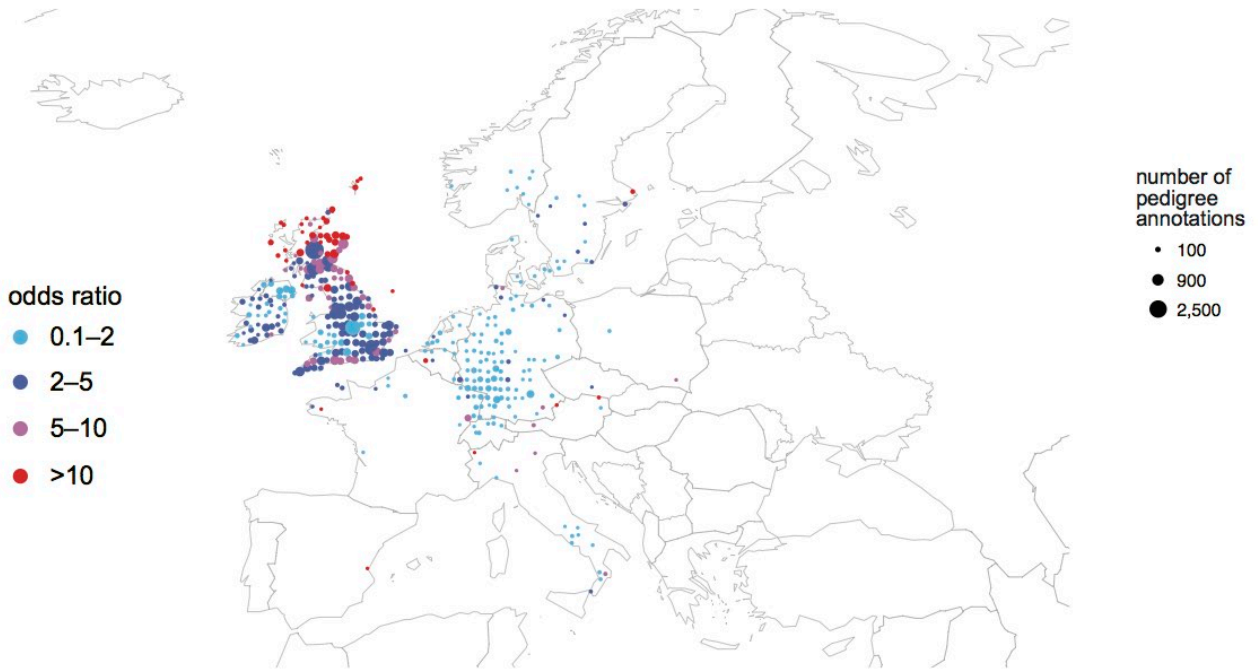 odds ratio
0.1–2
2–5
5–10
>10
number of
pedigree
annotations
100
900
2,500